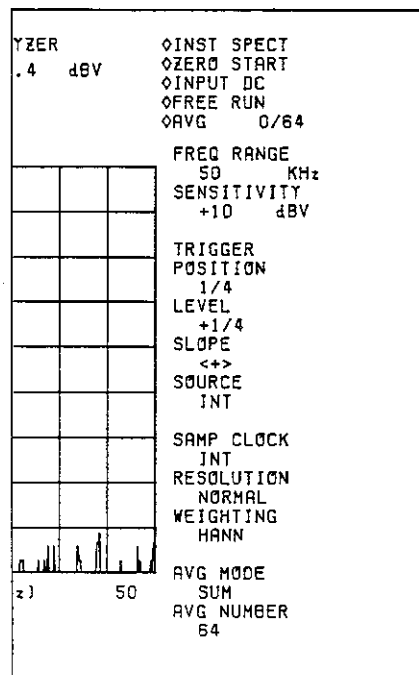 YZER
.4 dBV
◇INST SPECT
◇ZERO START
◇INPUT DC
◇FREE RUN
◇AVG 0/64
FREQ RANGE
50 KHz
SENSITIVITY
+10 dBV
TRIGGER
POSITION
1/4
LEVEL
+1/4
SLOPE
<+>
SOURCE
INT
SAMP CLOCK
INT
RESOLUTION
NORMAL
WEIGHTING
HANN
z) 50
AVG MODE
SUM
AVG NUMBER
64